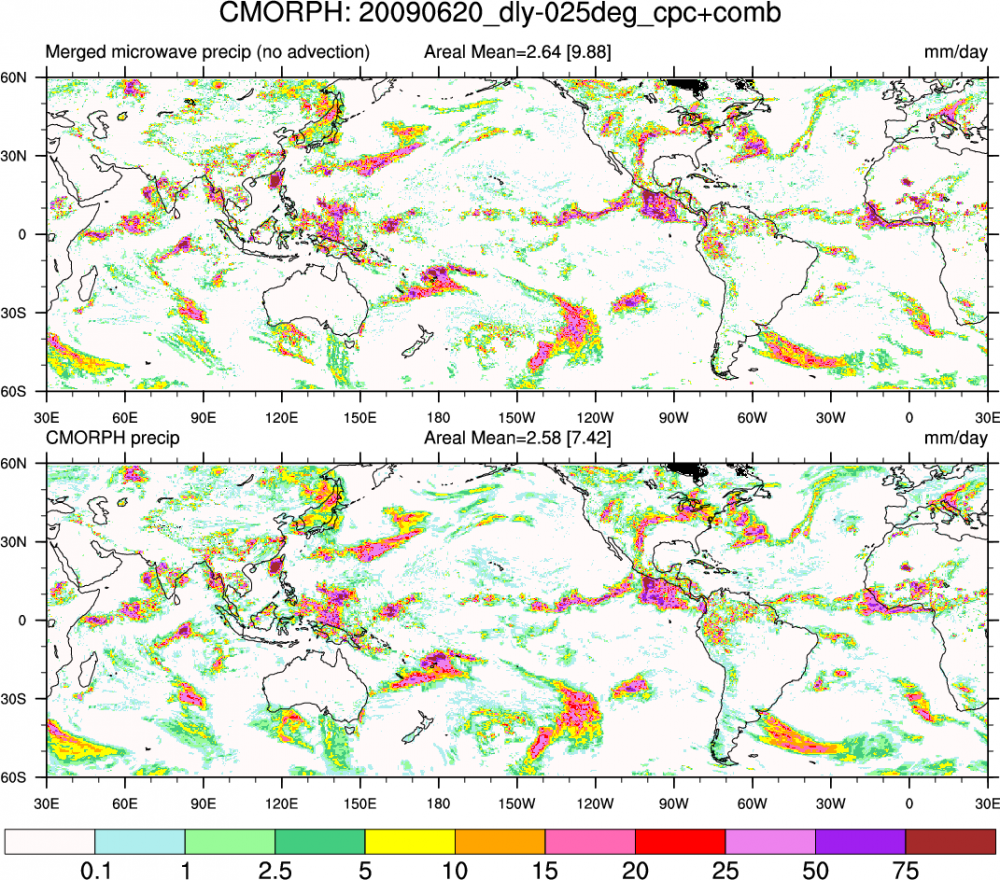 CMORPH: 20090620_dly-025deg_cpc+comb
Merged microwave precip (no advection) Areal Mean=2.64 [9.88] mm/day
60N
30N
0
30S
60S
30E 60E 90E 120E 150E 180 150W 120W 90W 60W 30W 0 30E
CMORPH precip Areal Mean=2.58 [7.42] mm/day
60N
30N
0
30S
60S
30E 60E 90E 120E 150E 180 150W 120W 90W 60W 30W 0 30E
0.1 1 2.5 5 10 15 20 25 50 75